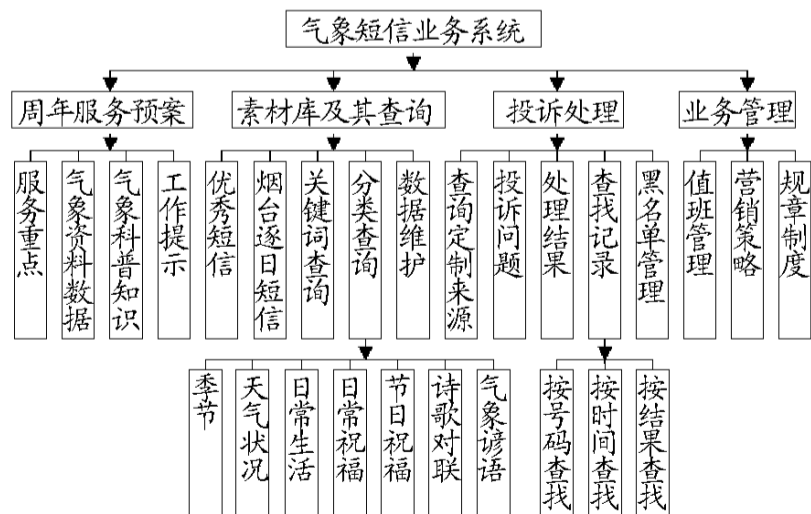 气象短信业务系统
周年服务预案
素材库及其查询
投诉处理
业务管理
服务重点
气象资料数据
气象科普知识
工作提示
优秀短信
烟台逐日短信
关键词查询
分类查询
数据维护
查询定制来源
投诉问题
处理结果
查找记录
黑名单管理
值班管理
营销策略
规章制度
季节
天气状况
日常生活
日常祝福
节日祝福
诗歌对联
气象谚语
按号码查找
按时间查找
按结果查找